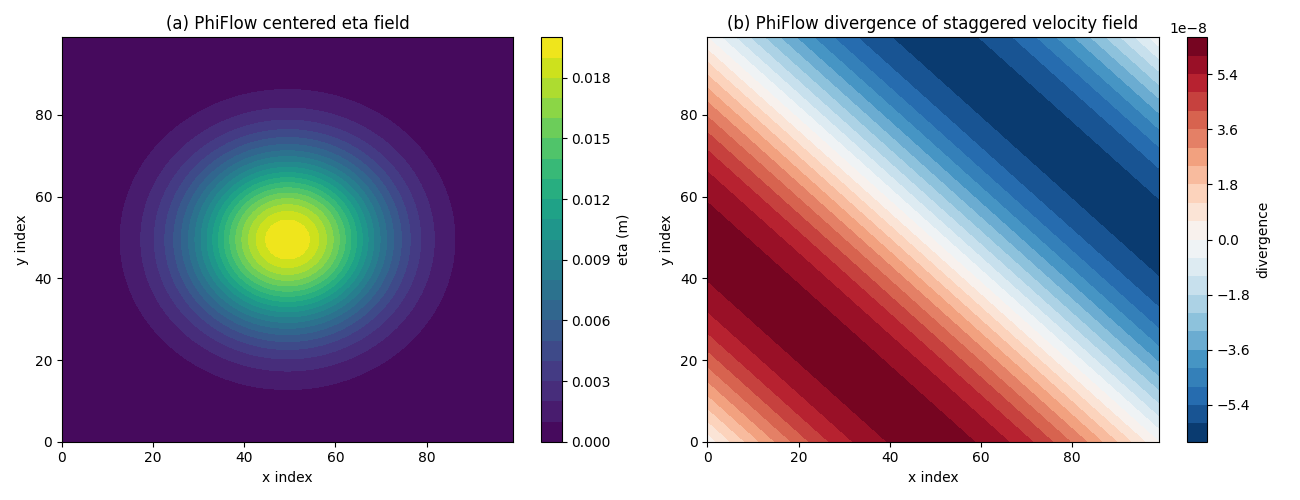 (a) PhiFlow centered eta field
(b) PhiFlow divergence of staggered velocity field
1e−8
y index
80
60
40
20
0
0 20 40 60 80
x index
0.018
0.015
0.012
0.009
0.006
0.003
0.000
eta (m)
y index
80
60
40
20
0
0 20 40 60 80
x index
5.4
3.6
1.8
0.0
−1.8
−3.6
−5.4
divergence